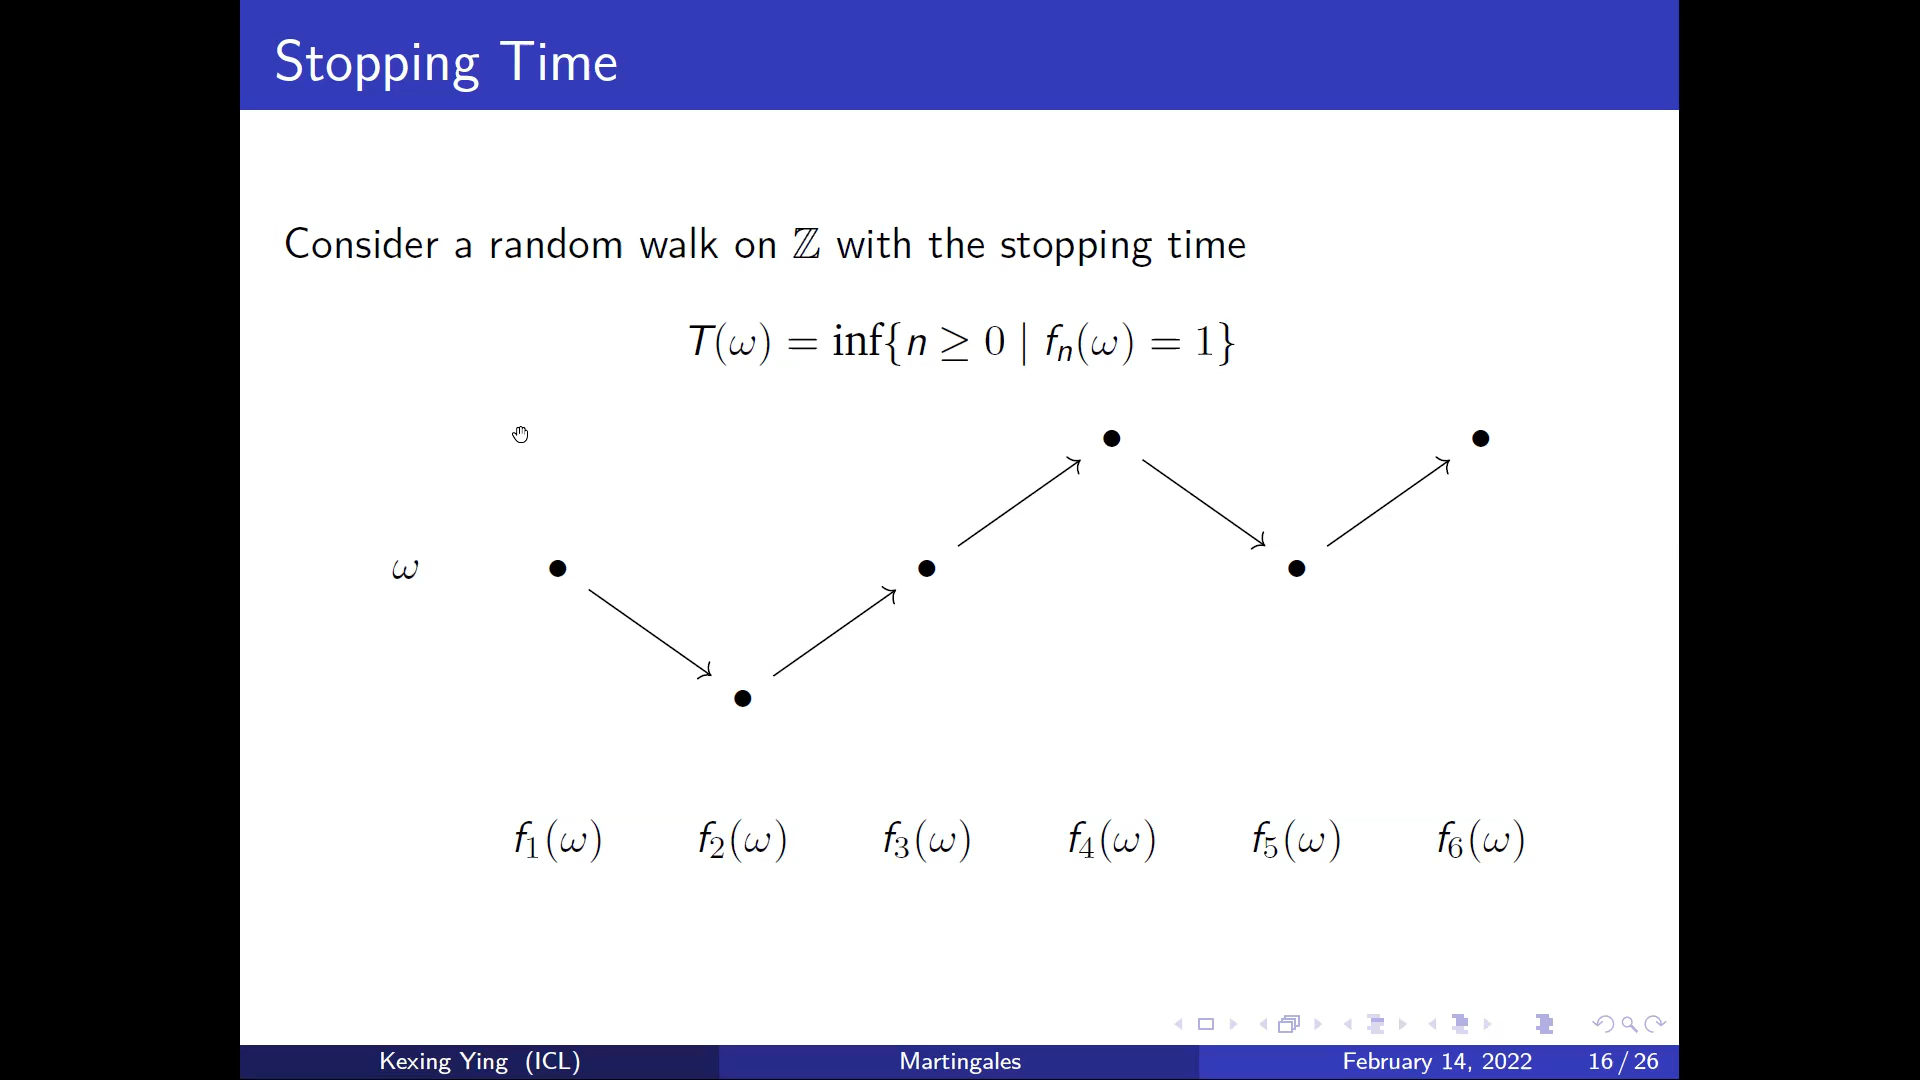 Stopping Time
Consider a random walk on ℤ with the stopping time
T(ω) = inf{n ≥ 0 | fₙ(ω) = 1}
ω
f₁(ω) f₂(ω) f₃(ω) f₄(ω) f₅(ω) f₆(ω)
Kexing Ying (ICL) Martingales February 14, 2022 16 / 26